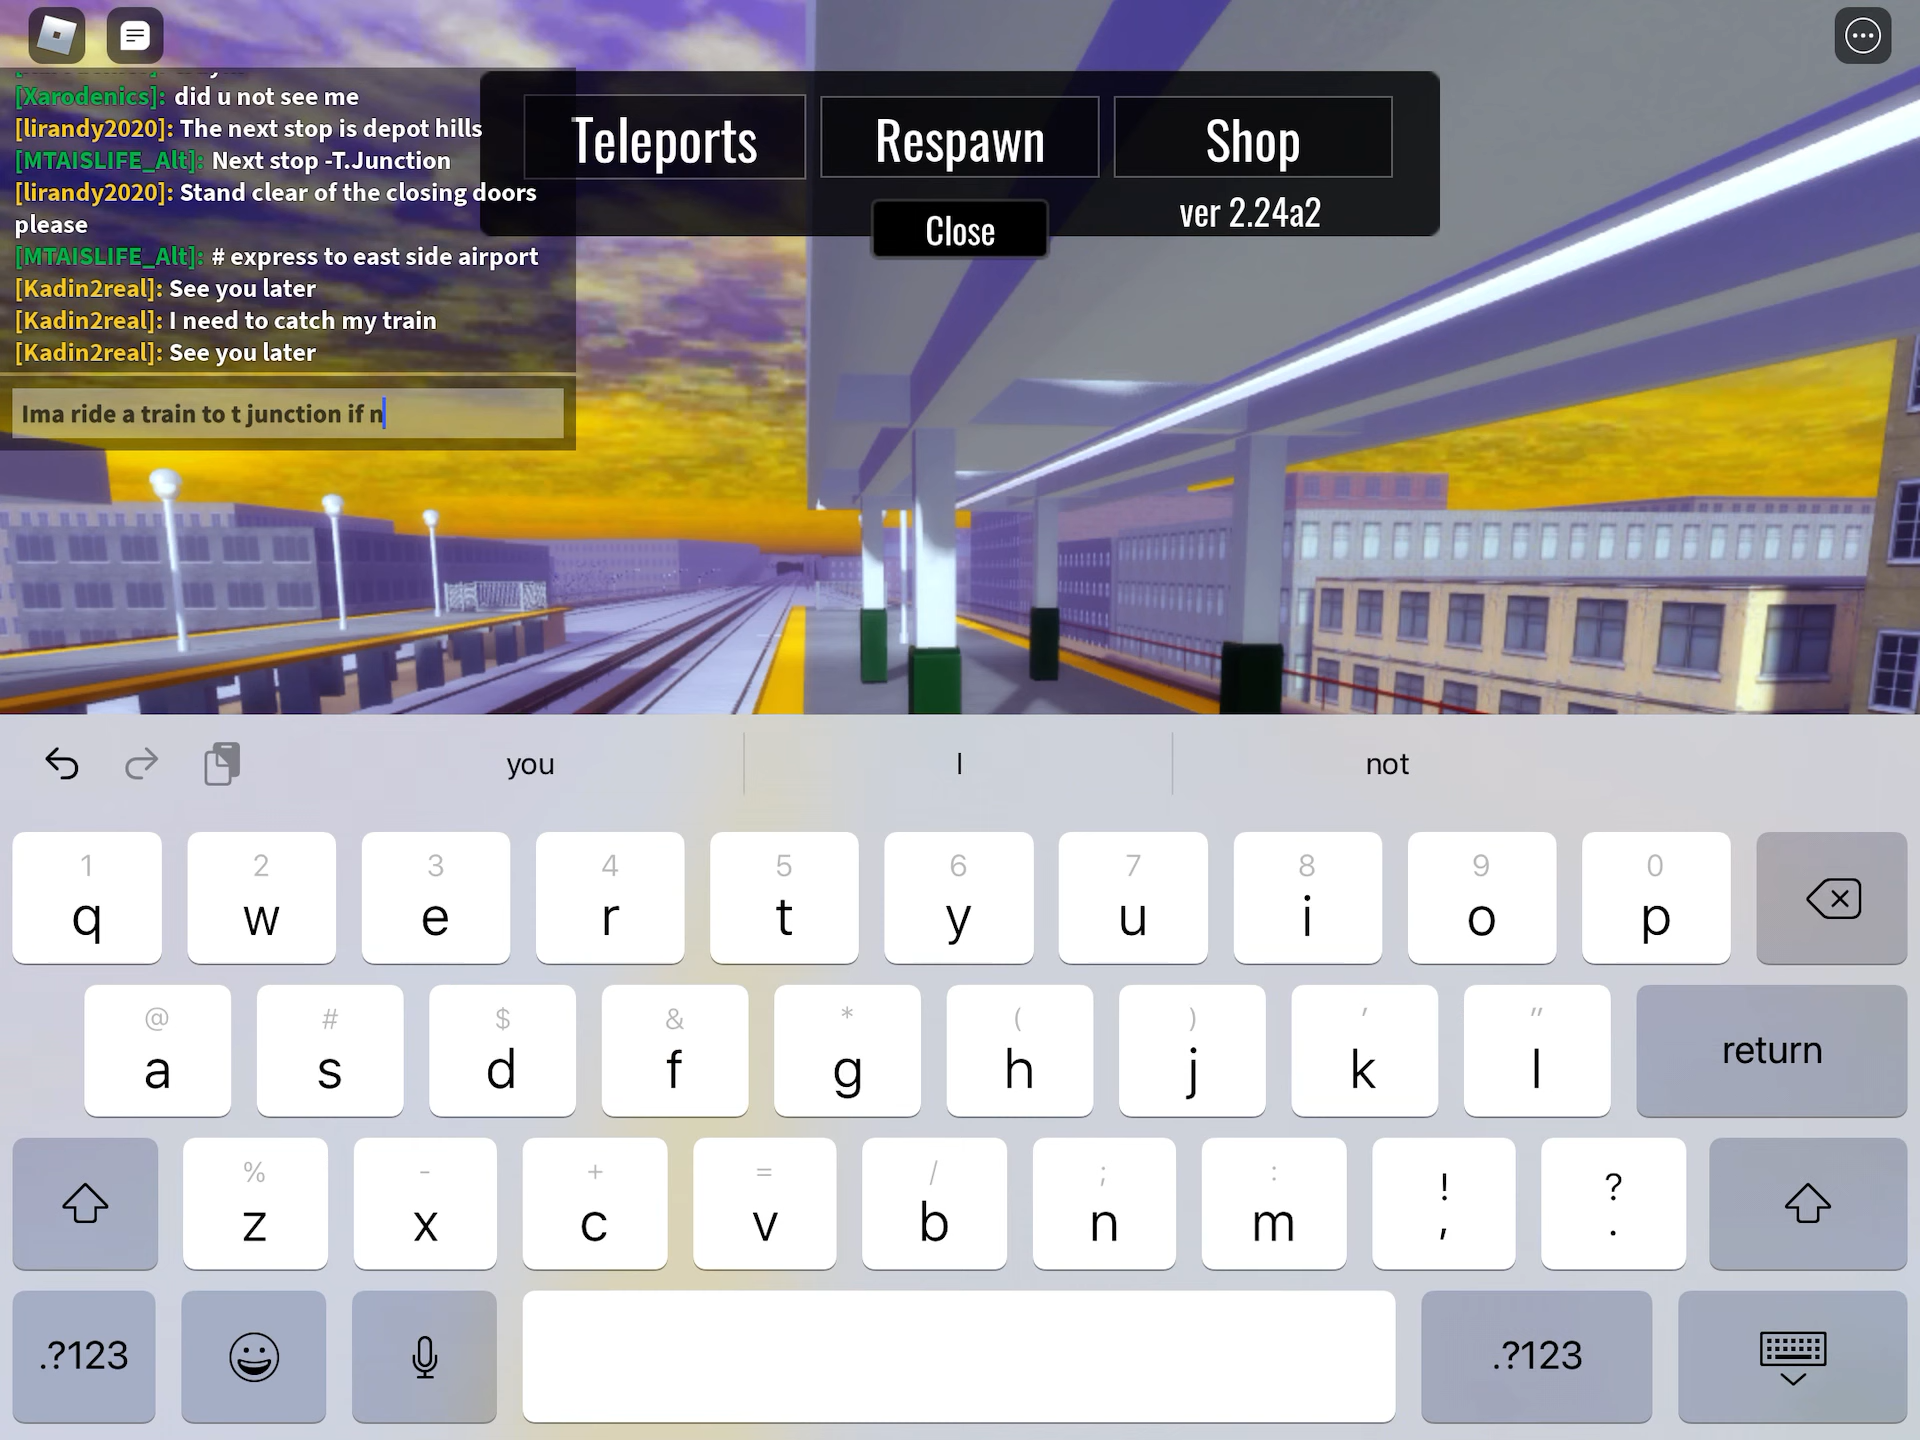 [Xarodenics]: did u not see me
[lirandy2020]: The next stop is depot hills
[MTAISLIFE_Alt]: Next stop -T.Junction
[lirandy2020]: Stand clear of the closing doors
please
[MTAISLIFE_Alt]: # express to east side airport
[Kadin2real]: See you later
[Kadin2real]: I need to catch my train
[Kadin2real]: See you later
Ima ride a train to t junction if n
Teleports Respawn Shop
Close ver 2.24a2
you I not
1 2 3 4 5 6 7 8 9 0
q w e r t y u i o p
@ # $ & * ( ) ' "
a s d f g h j k l return
% - + = / ; : ! ?
z x c v b n m , .
.?123 .?123